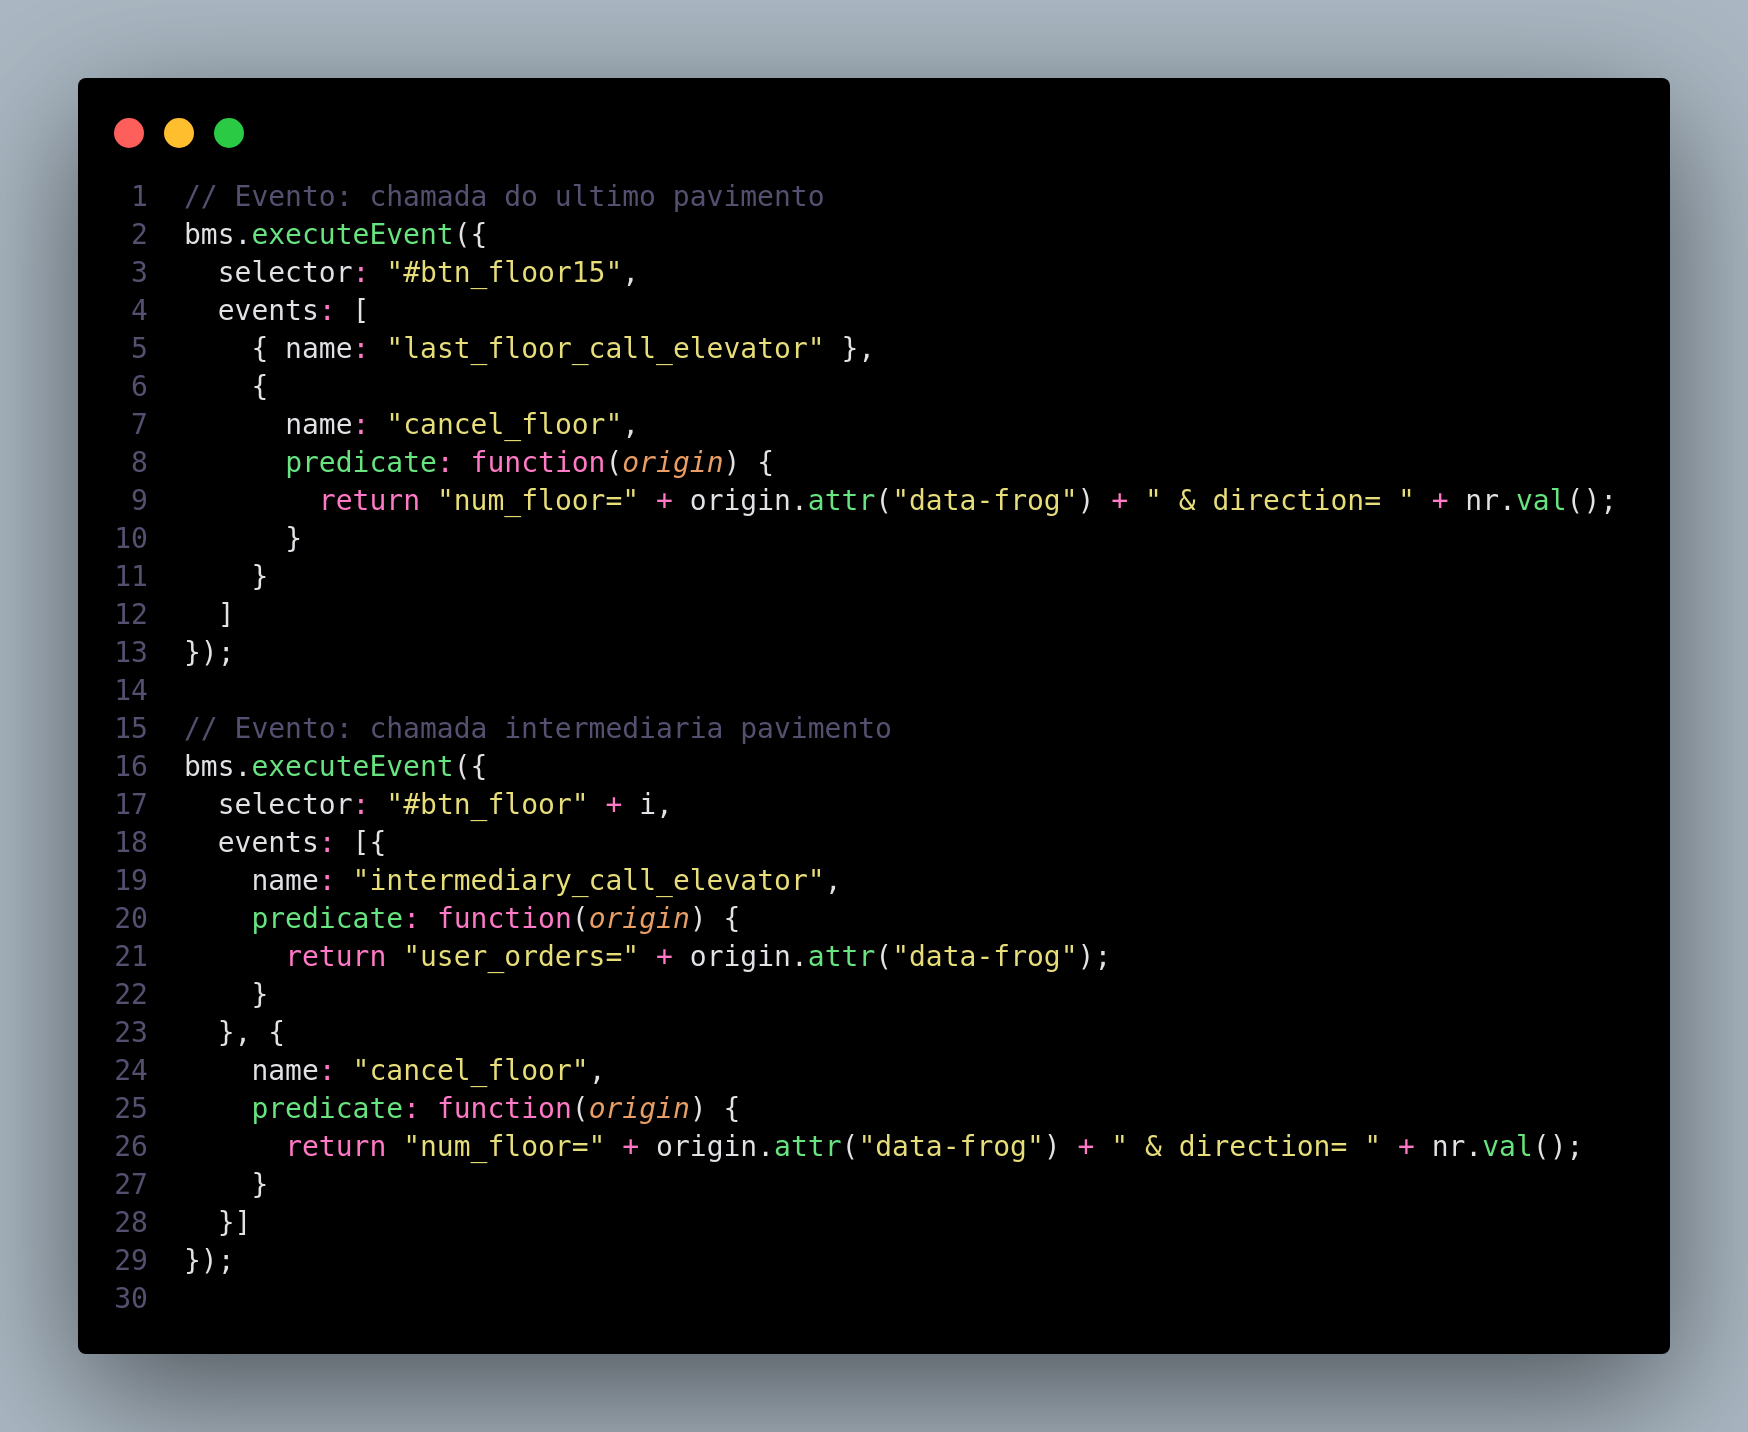 1 // Evento: chamada do ultimo pavimento
2 bms.executeEvent({
3   selector: "#btn_floor15",
4   events: [
5     { name: "last_floor_call_elevator" },
6     {
7       name: "cancel_floor",
8       predicate: function(origin) {
9         return "num_floor=" + origin.attr("data-frog") + " & direction= " + nr.val();
10       }
11     }
12   ]
13 });
14
15 // Evento: chamada intermediaria pavimento
16 bms.executeEvent({
17   selector: "#btn_floor" + i,
18   events: [{
19     name: "intermediary_call_elevator",
20     predicate: function(origin) {
21       return "user_orders=" + origin.attr("data-frog");
22     }
23   }, {
24     name: "cancel_floor",
25     predicate: function(origin) {
26       return "num_floor=" + origin.attr("data-frog") + " & direction= " + nr.val();
27     }
28   }]
29 });
30